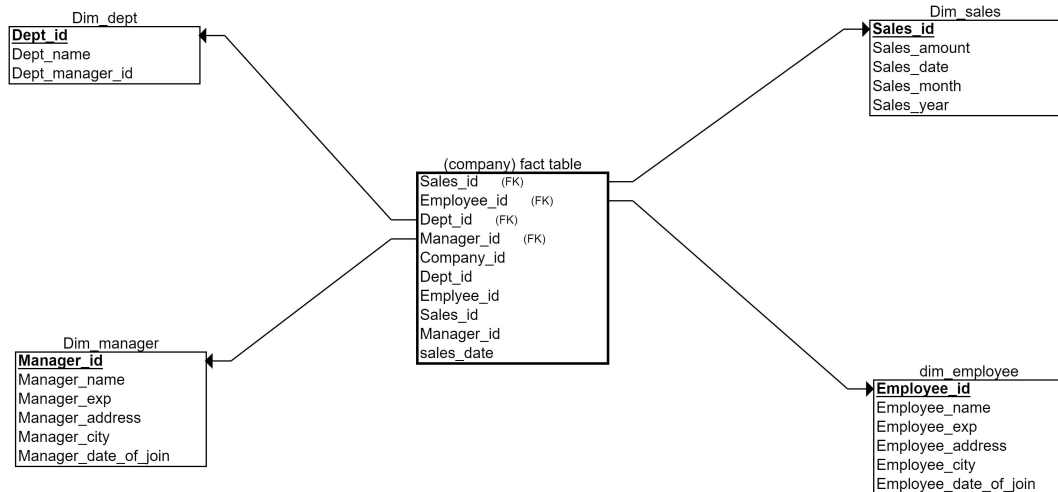 Dim_dept
Dept_id
Dept_name
Dept_manager_id
Dim_sales
Sales_id
Sales_amount
Sales_date
Sales_month
Sales_year
(company) fact table
Sales_id (FK)
Employee_id (FK)
Dept_id (FK)
Manager_id (FK)
Company_id
Dept_id
Emplyee_id
Sales_id
Manager_id
sales_date
Dim_manager
Manager_id
Manager_name
Manager_exp
Manager_address
Manager_city
Manager_date_of_join
dim_employee
Employee_id
Employee_name
Employee_exp
Employee_address
Employee_city
Employee_date_of_join